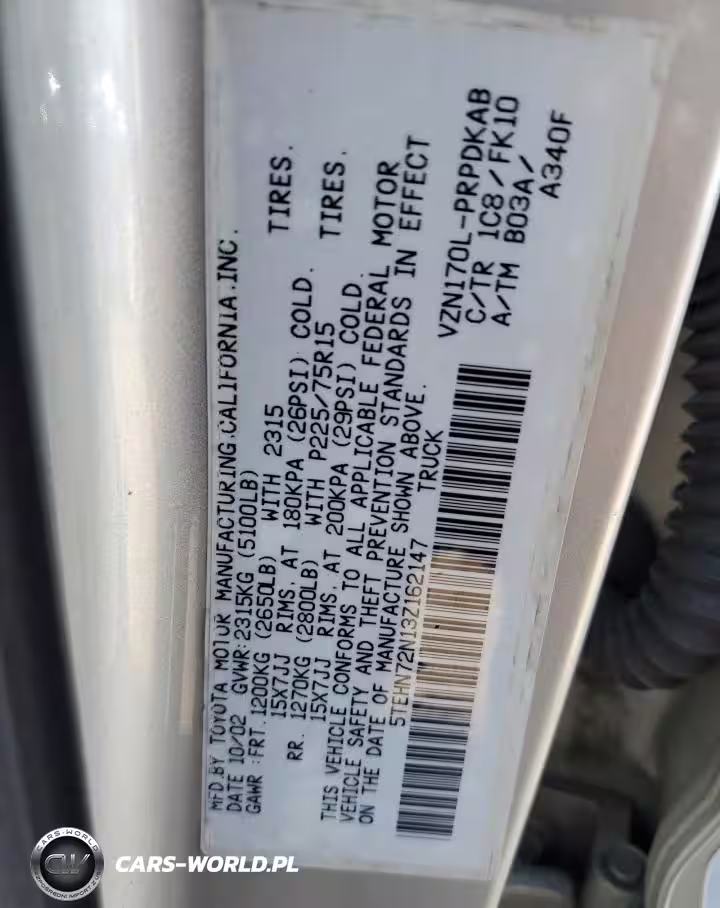 MFD.BY TOYOTA MOTOR MANUFACTURING,CALIFORNIA,INC.
DATE 10/02 GVWR:2315KG (5100LB)
GAWR :FRT.1200KG (2650LB) WITH 2315 TIRES.
15X7JJ RIMS, AT 180KPA (26PSI) COLD.
RR. 1270KG (2800LB) WITH P225/75R15 TIRES.
15X7JJ RIMS, AT 200KPA (29PSI) COLD.
THIS VEHICLE CONFORMS TO ALL APPLICABLE FEDERAL MOTOR
VEHICLE SAFETY AND THEFT PREVENTION STANDARDS IN EFFECT
ON THE DATE OF MANUFACTURE SHOWN ABOVE.
5TEHN72N13Z162147 TRUCK
VZN170L-PRPDKAB
C/TR 1C8/FK10
A/TM B03A/
A340F
CARS-WORLD
CW
CARS-WORLD.PL